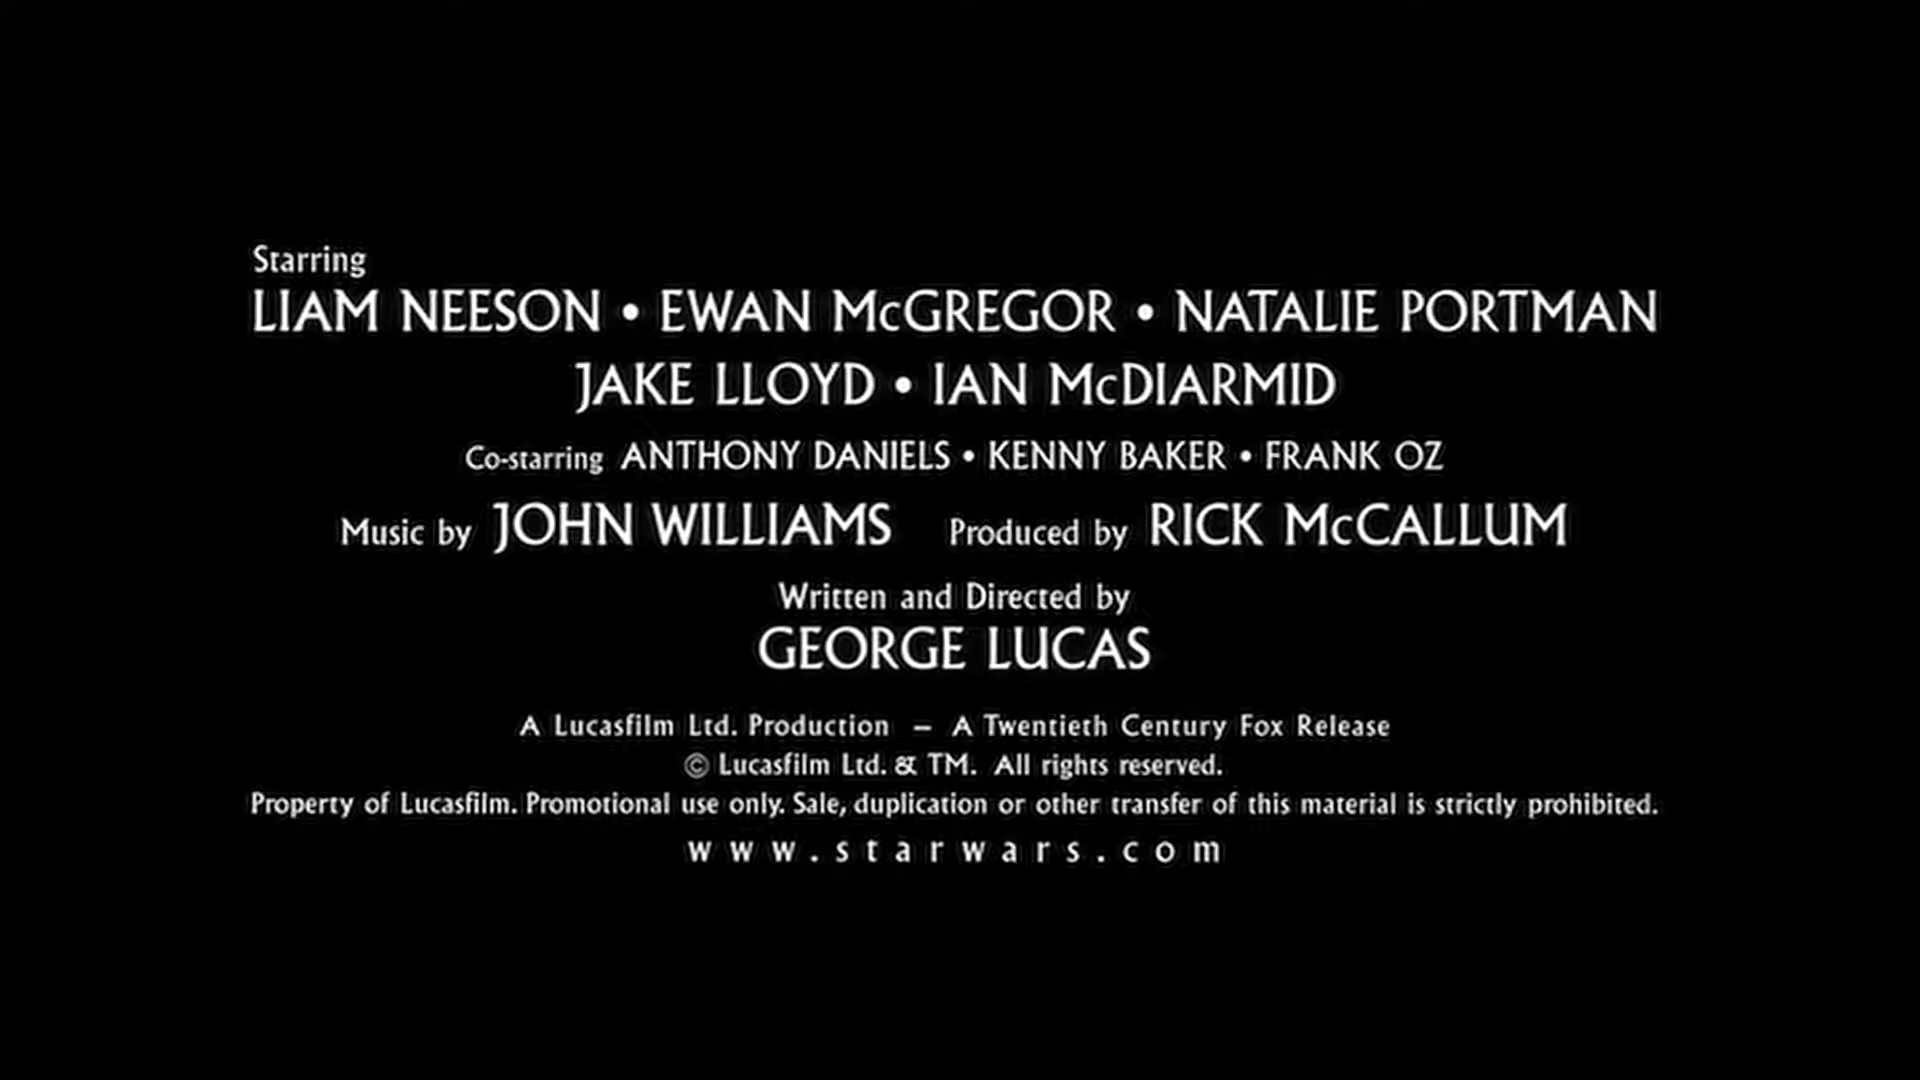 Starring
LIAM NEESON • EWAN McGREGOR • NATALIE PORTMAN
JAKE LLOYD • IAN McDIARMID
Co-starring ANTHONY DANIELS • KENNY BAKER • FRANK OZ
Music by JOHN WILLIAMS Produced by RICK McCALLUM
Written and Directed by
GEORGE LUCAS
A Lucasfilm Ltd. Production – A Twentieth Century Fox Release
© Lucasfilm Ltd. & TM. All rights reserved.
Property of Lucasfilm. Promotional use only. Sale, duplication or other transfer of this material is strictly prohibited.
www.starwars.com